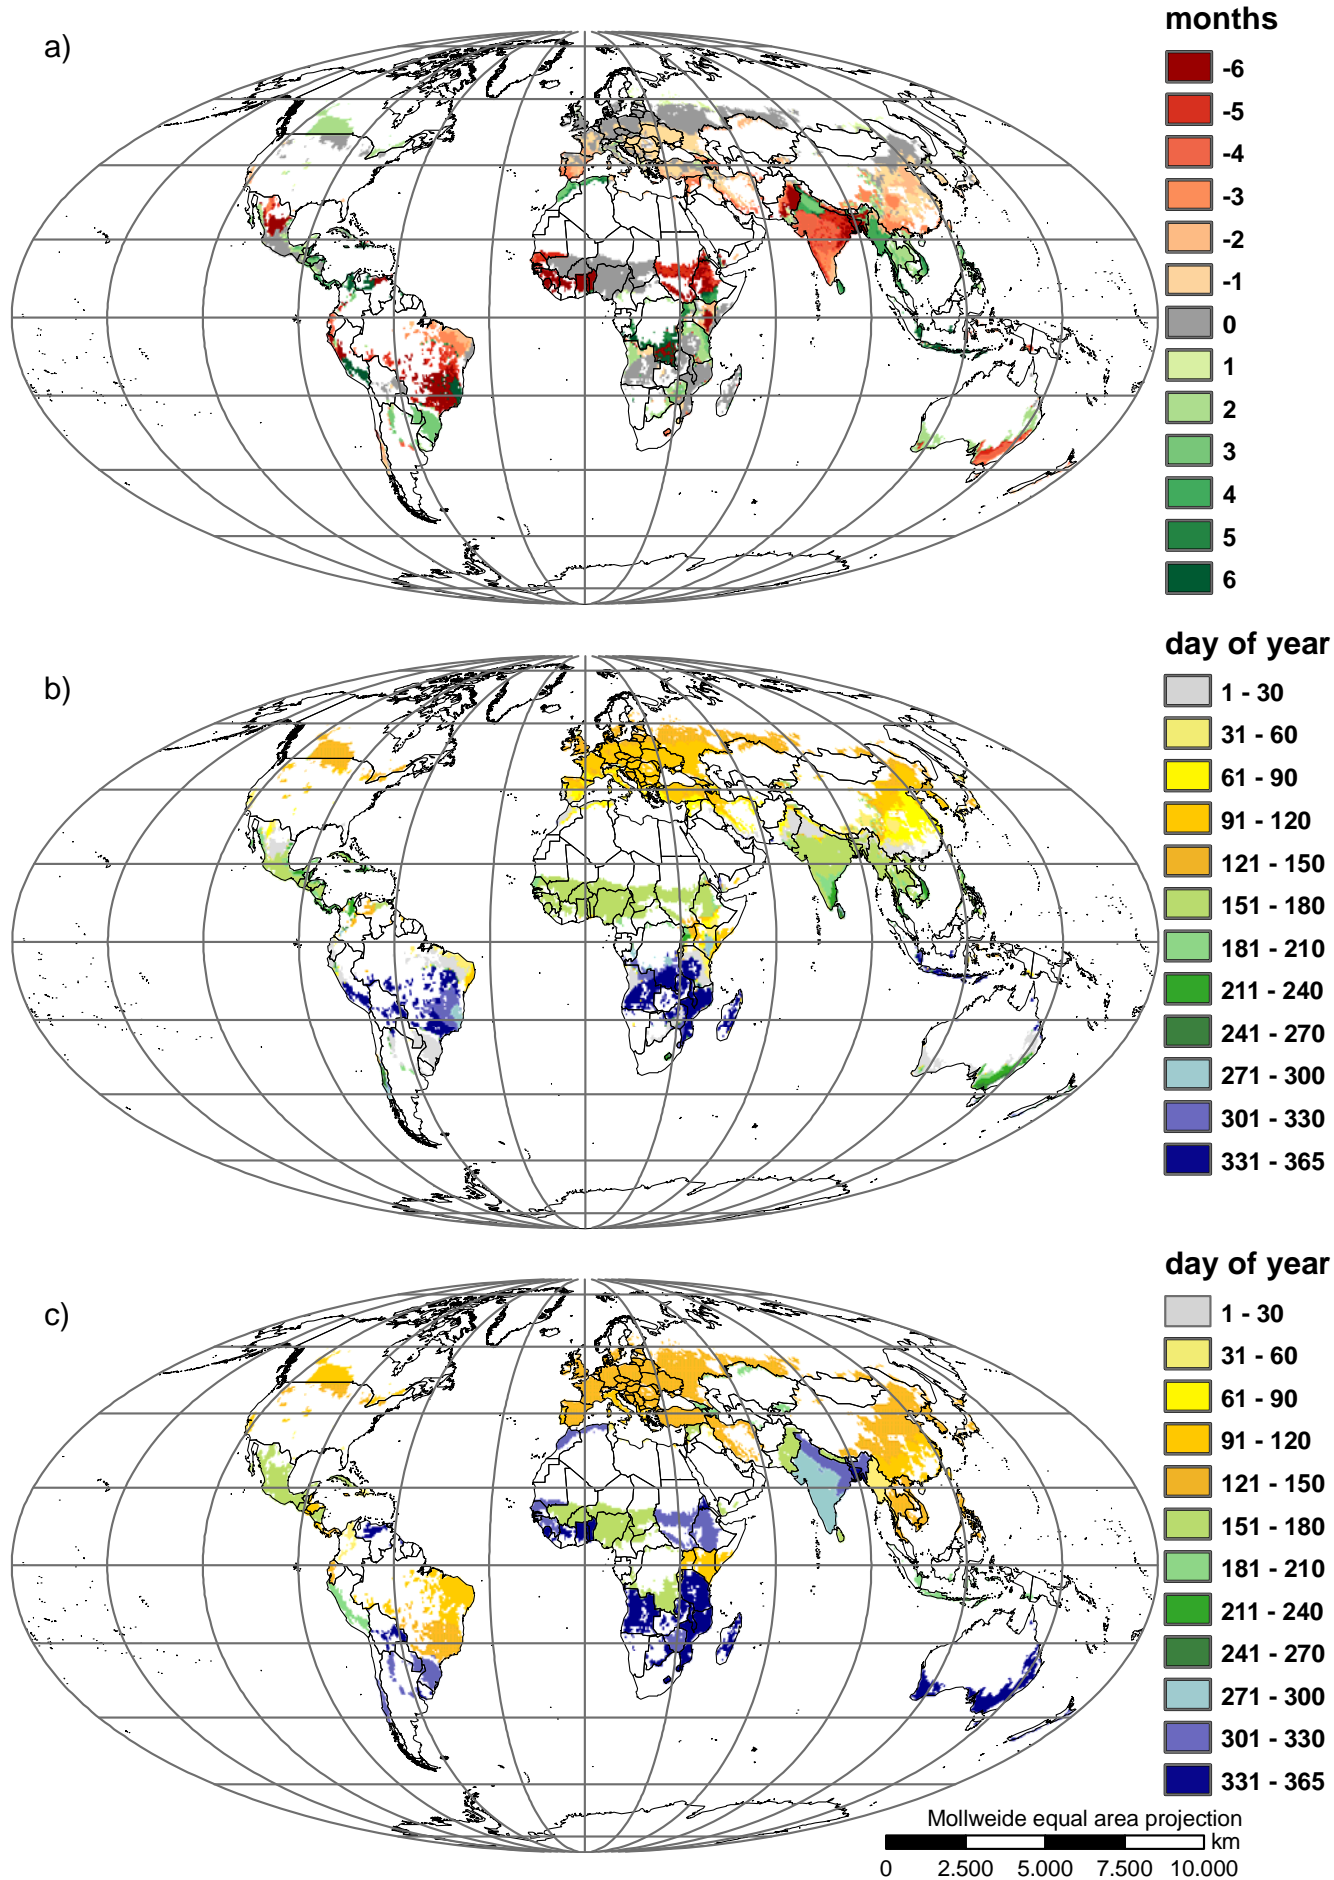 a)
months
-6
-5
-4
-3
-2
-1
0
1
2
3
4
5
6
b)
day of year
1 - 30
31 - 60
61 - 90
91 - 120
121 - 150
151 - 180
181 - 210
211 - 240
241 - 270
271 - 300
301 - 330
331 - 365
c)
day of year
1 - 30
31 - 60
61 - 90
91 - 120
121 - 150
151 - 180
181 - 210
211 - 240
241 - 270
271 - 300
301 - 330
331 - 365
Mollweide equal area projection
km
0 2.500 5.000 7.500 10.000